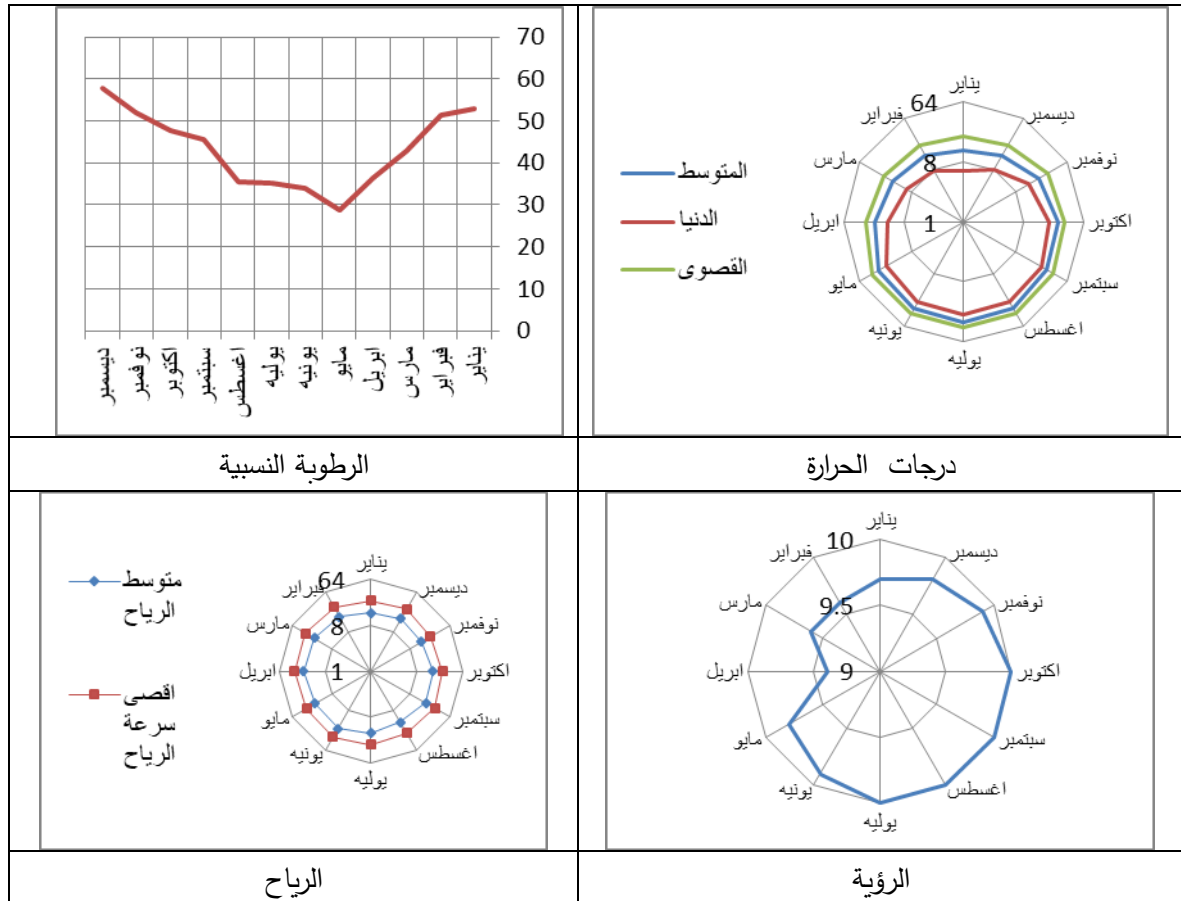 70
60
50
40
30
20
10
0
يناير
فبراير
مارس
ابريل
مايو
يونيه
يوليه
اغسطس
سبتمبر
اكتوبر
نوفمبر
ديسمبر
يناير
ديسمبر
نوفمبر
اكتوبر
سبتمبر
اغسطس
يوليه
يونيه
مايو
ابريل
مارس
فبراير
64
8
1
المتوسط
الدنيا
القصوى
درجات الحرارة
الرطوبة النسبية
يناير
ديسمبر
نوفمبر
اكتوبر
سبتمبر
اغسطس
يوليه
يونيه
مايو
ابريل
مارس
فبراير
10
9.5
9
يناير
ديسمبر
نوفمبر
اكتوبر
سبتمبر
اغسطس
يوليه
يونيه
مايو
ابريل
مارس
فبراير
64
8
1
متوسط
الرياح
اقصى
سرعة
الرياح
الرؤية
الرياح